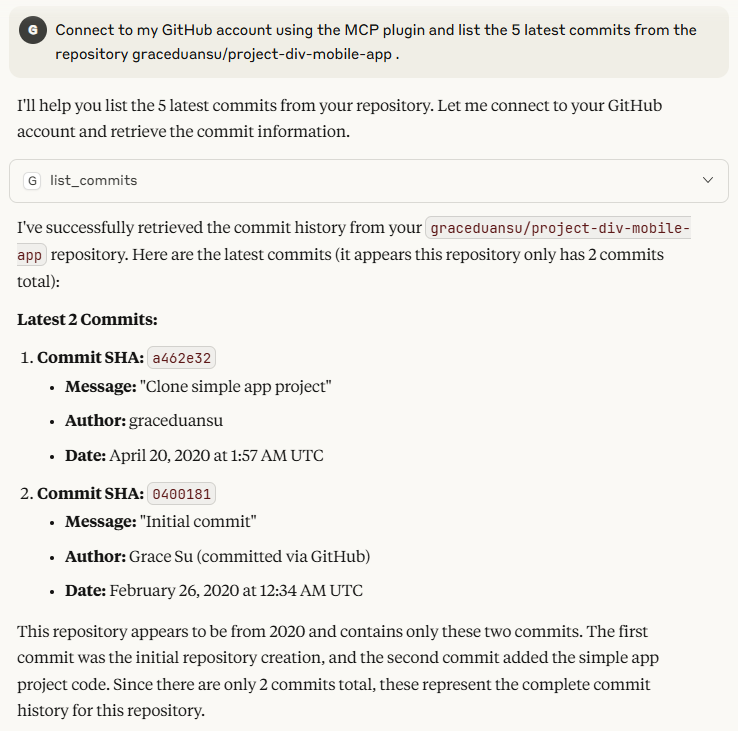 G
Connect to my GitHub account using the MCP plugin and list the 5 latest commits from the
repository graceduansu/project-div-mobile-app .
I'll help you list the 5 latest commits from your repository. Let me connect to your GitHub
account and retrieve the commit information.
G list_commits
I've successfully retrieved the commit history from your graceduansu/project-div-mobile-
app repository. Here are the latest commits (it appears this repository only has 2 commits
total):
Latest 2 Commits:
1. Commit SHA: a462e32
• Message: "Clone simple app project"
• Author: graceduansu
• Date: April 20, 2020 at 1:57 AM UTC
2. Commit SHA: 0400181
• Message: "Initial commit"
• Author: Grace Su (committed via GitHub)
• Date: February 26, 2020 at 12:34 AM UTC
This repository appears to be from 2020 and contains only these two commits. The first
commit was the initial repository creation, and the second commit added the simple app
project code. Since there are only 2 commits total, these represent the complete commit
history for this repository.